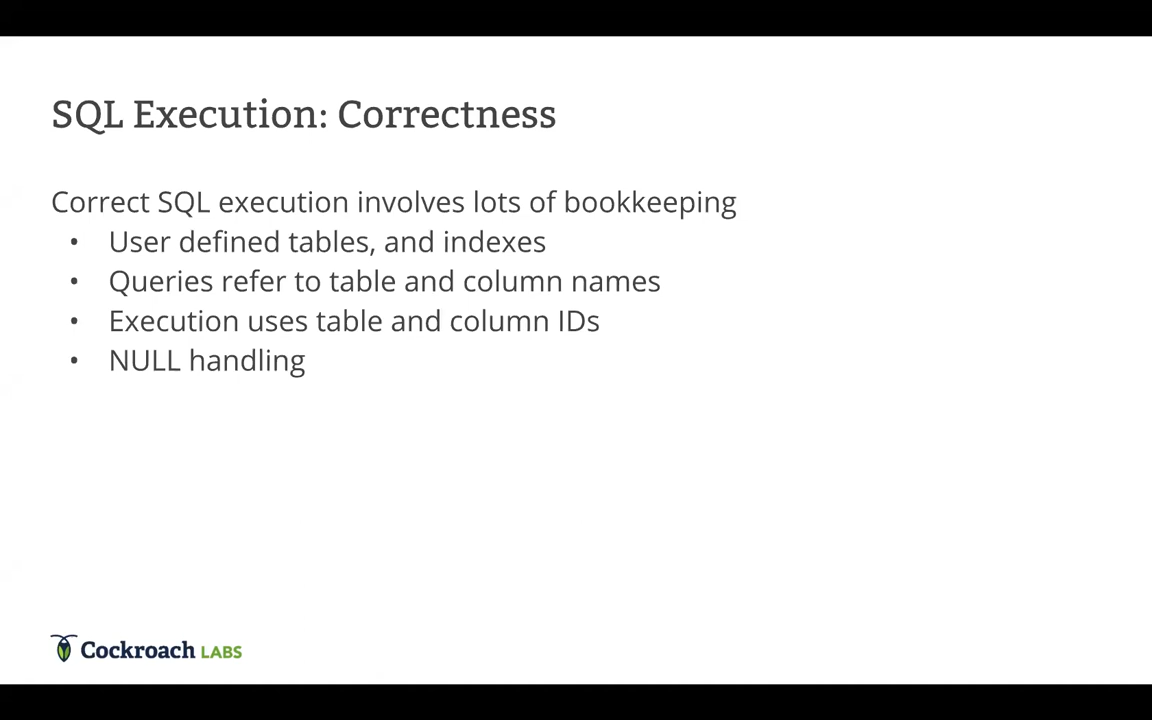 SQL Execution: Correctness
Correct SQL execution involves lots of bookkeeping
• User defined tables, and indexes
• Queries refer to table and column names
• Execution uses table and column IDs
• NULL handling
Cockroach LABS